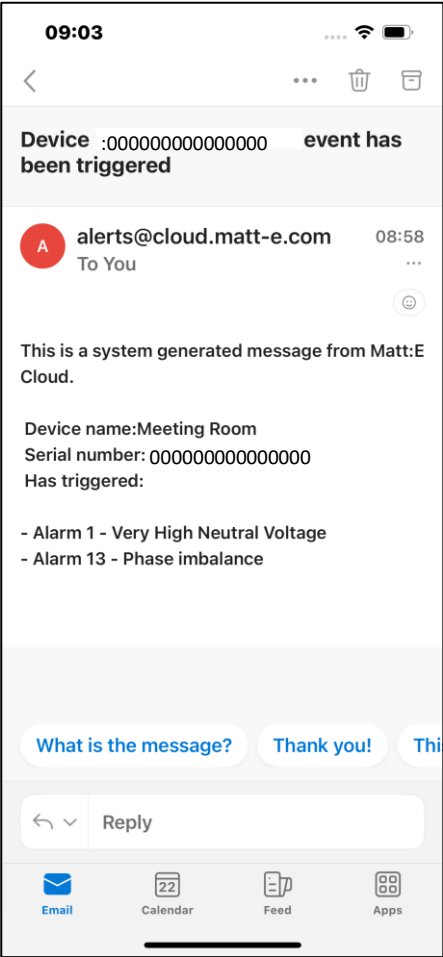 09:03
Device :000000000000000 event has
been triggered
A
alerts@cloud.matt-e.com 08:58
To You
This is a system generated message from Matt:E
Cloud.
Device name:Meeting Room
Serial number: 000000000000000
Has triggered:
- Alarm 1 - Very High Neutral Voltage
- Alarm 13 - Phase imbalance
What is the message? Thank you! Thi
Reply
22
Email Calendar Feed Apps